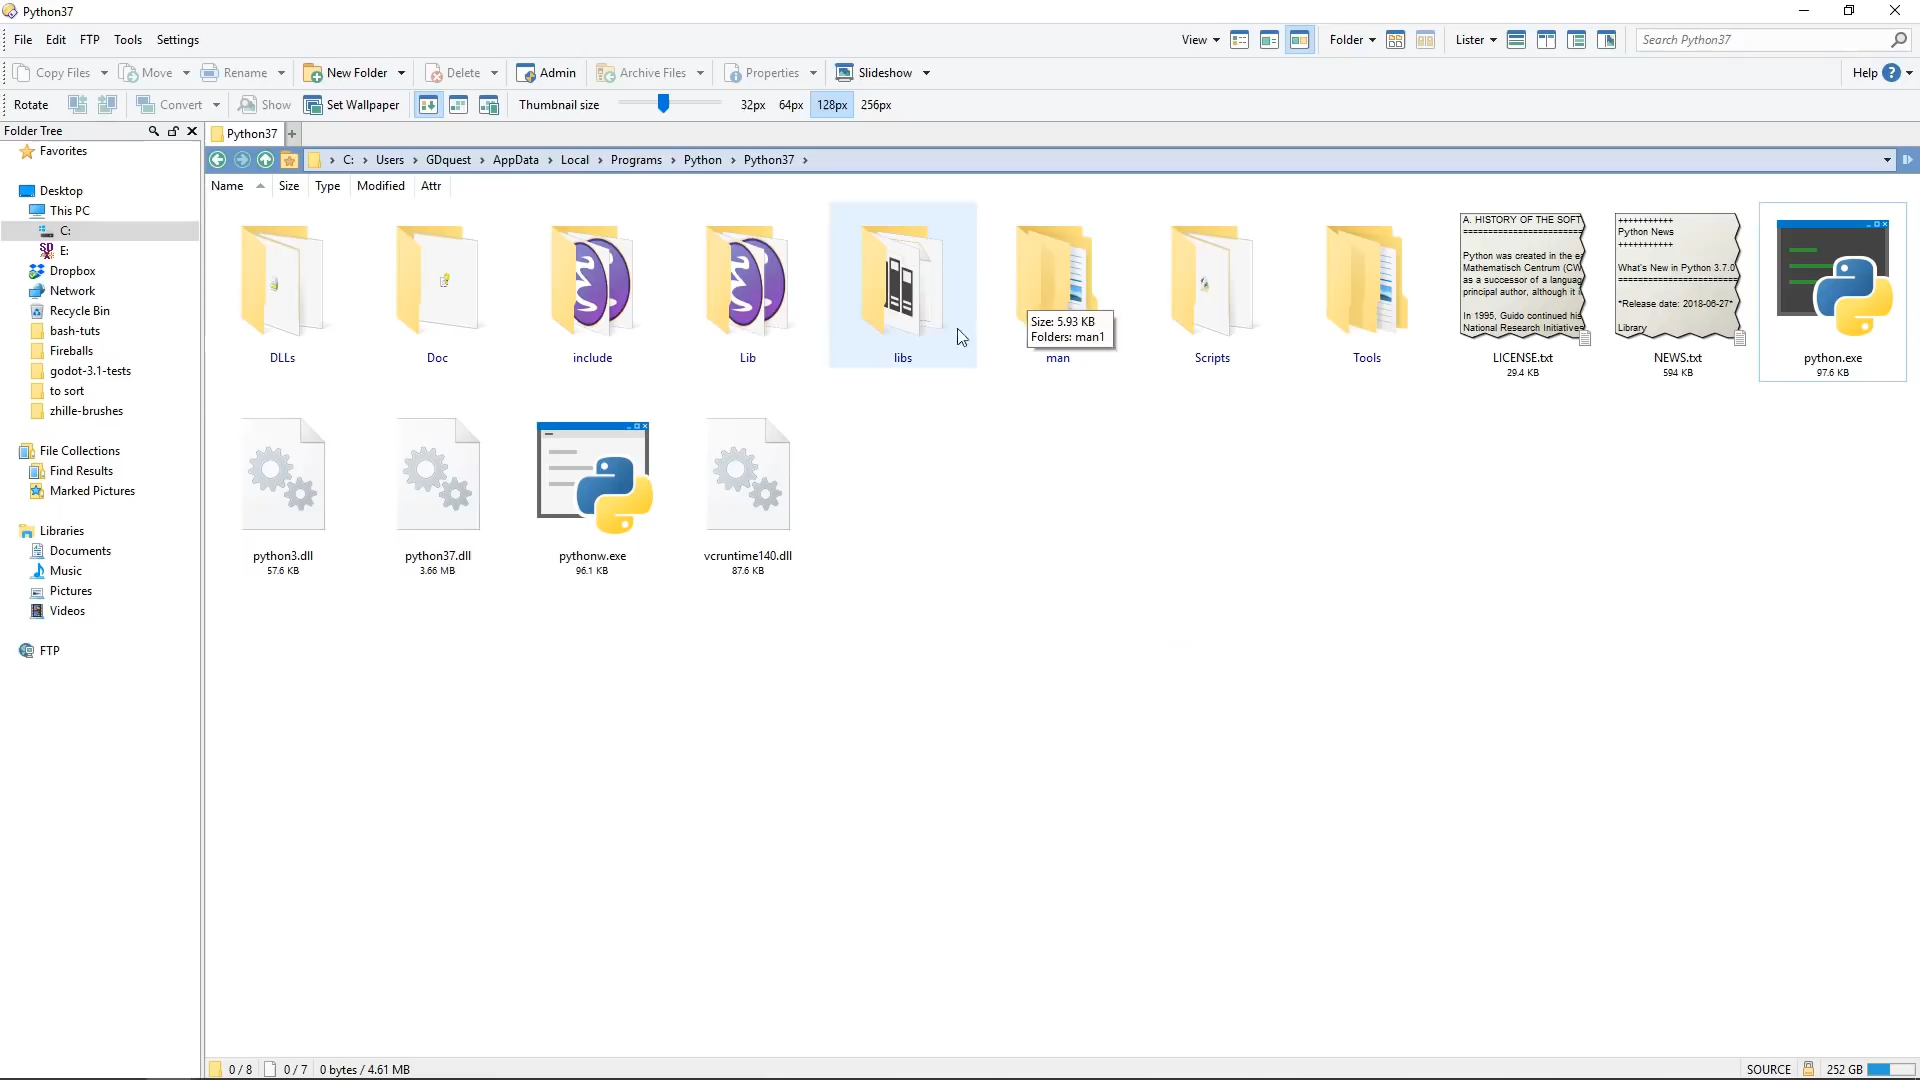 Python37
File Edit FTP Tools Settings
View Folder Lister Search Python37
Copy Files Move Rename New Folder Delete Admin Archive Files Properties Slideshow Help
Rotate Convert Show Set Wallpaper Thumbnail size 32px 64px 128px 256px
Folder Tree
Python37
Favorites
C: Users GDquest AppData Local Programs Python Python37
Name Size Type Modified Attr
Desktop
This PC
C:
SD E:
Dropbox
Network
Recycle Bin
bash-tuts
Fireballs
godot-3.1-tests
to sort
zhille-brushes
File Collections
Find Results
Marked Pictures
Libraries
Documents
Music
Pictures
Videos
FTP
A. HISTORY OF THE SOFT
======================
Python was created in the ea
Mathematisch Centrum (CW
as a successor of a languag
principal author, although it i
In 1995, Guido continued his
National Research Initiatives
+++++++++++
Python News
+++++++++++
What's New in Python 3.7.0
*Release date: 2018-06-27*
Library
Size: 5.93 KB
Folders: man1
DLLs Doc include Lib libs man Scripts Tools LICENSE.txt NEWS.txt python.exe
29.4 KB 594 KB 97.6 KB
python3.dll python37.dll pythonw.exe vcruntime140.dll
57.6 KB 3.66 MB 96.1 KB 87.6 KB
0 / 8 0 / 7 0 bytes / 4.61 MB SOURCE 252 GB